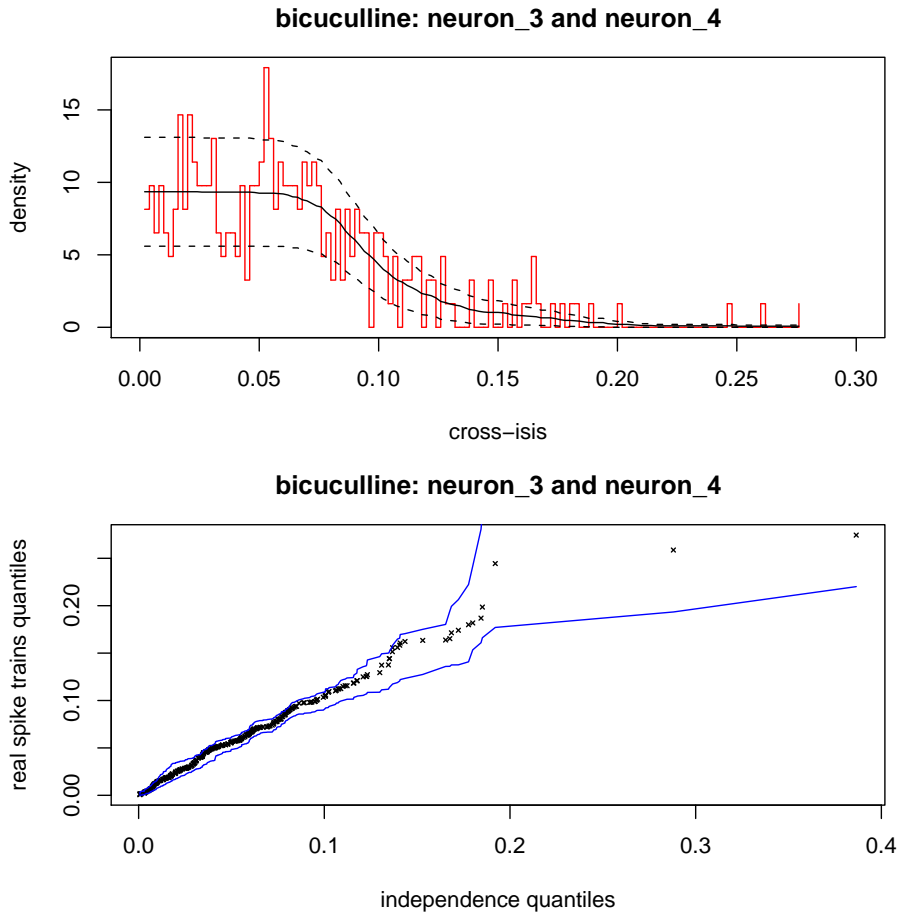 bicuculline: neuron_3 and neuron_4
density
15
10
5
0
0.00 0.05 0.10 0.15 0.20 0.25 0.30
cross−isis
bicuculline: neuron_3 and neuron_4
real spike trains quantiles
0.20
0.10
0.00
0.0 0.1 0.2 0.3 0.4
independence quantiles